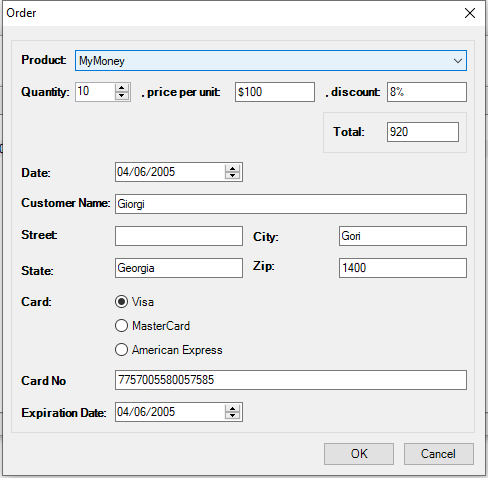 Order
Product: MyMoney
Quantity: 10 , price per unit: $100 , discount: 8%
Total: 920
Date: 04/06/2005
Customer Name: Giorgi
Street: City: Gori
State: Georgia Zip: 1400
Card: Visa
MasterCard
American Express
Card No 7757005580057585
Expiration Date: 04/06/2005
OK Cancel